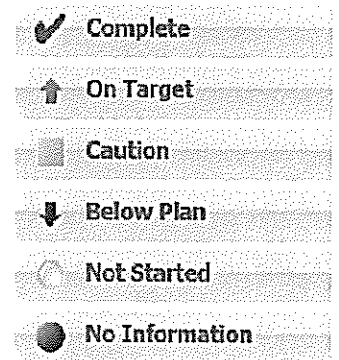 Complete
On Target
Caution
Below Plan
Not Started
No Information